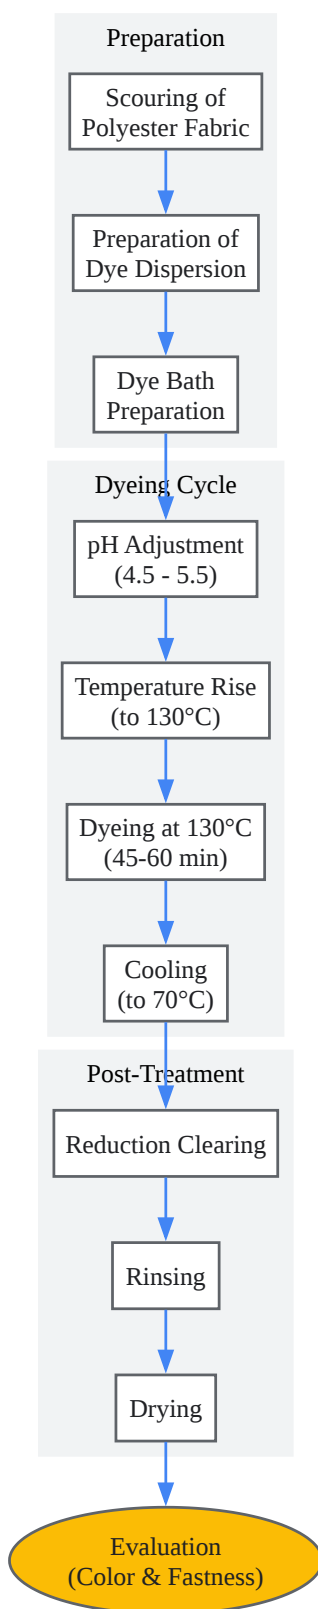 Preparation
Scouring of
Polyester Fabric
Preparation of
Dye Dispersion
Dye Bath
Preparation
Dyeing Cycle
pH Adjustment
(4.5 - 5.5)
Temperature Rise
(to 130°C)
Dyeing at 130°C
(45-60 min)
Cooling
(to 70°C)
Post-Treatment
Reduction Clearing
Rinsing
Drying
Evaluation
(Color & Fastness)